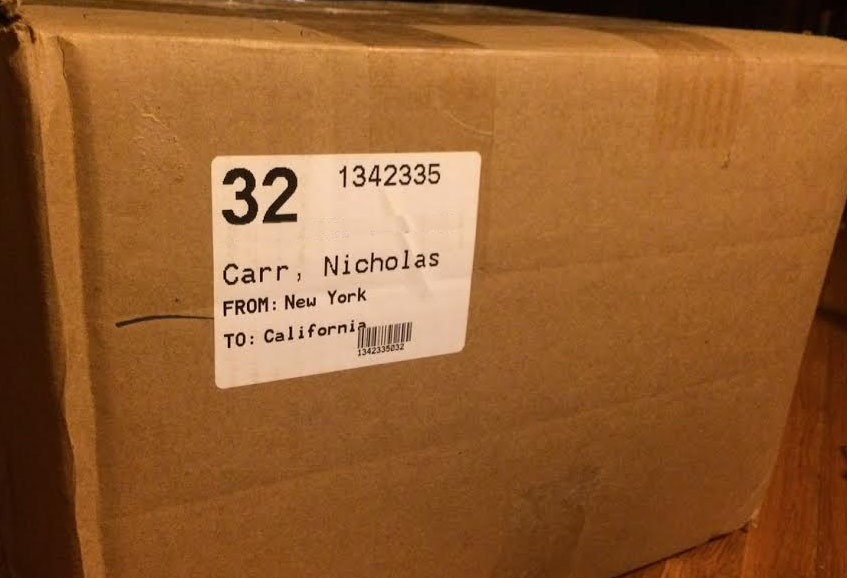 32 1342335
Carr, Nicholas
FROM: New York
TO: California
1342335032